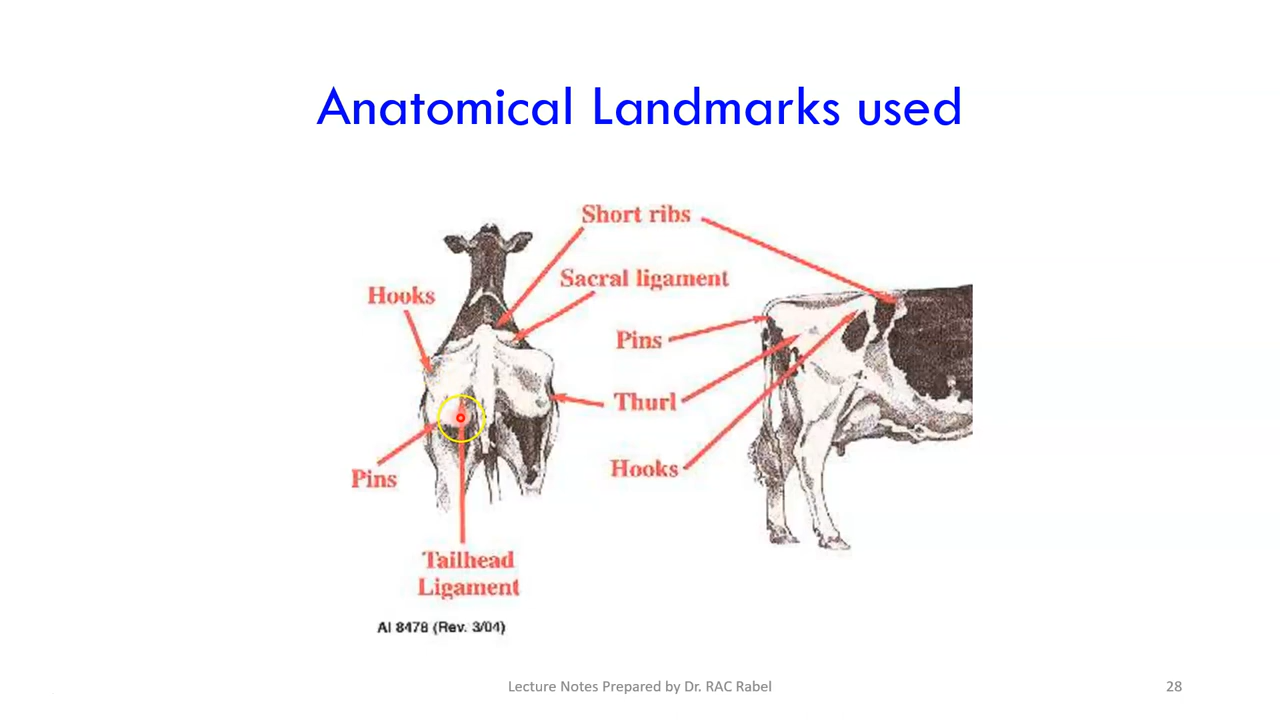 Anatomical Landmarks used
Short ribs
Sacral ligament
Hooks
Pins
Thurl
Hooks
Pins
Tailhead
Ligament
AI 8478 (Rev. 3/04)
Lecture Notes Prepared by Dr. RAC Rabel
28